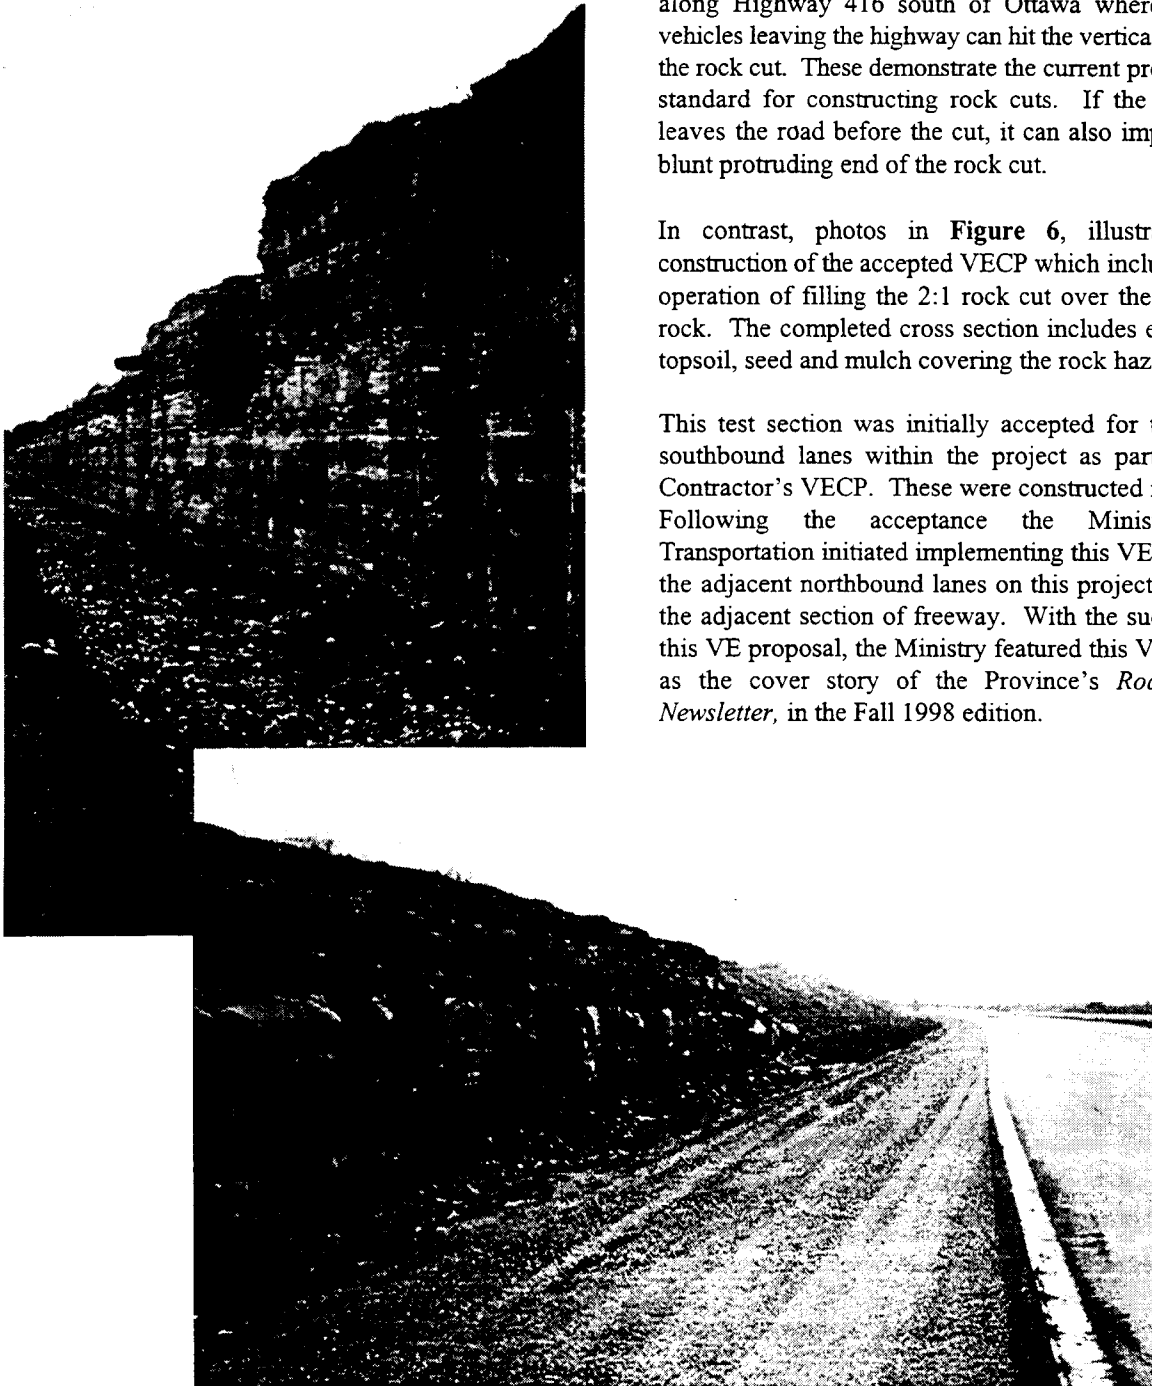 along Highway 416 south of Ottawa where
vehicles leaving the highway can hit the vertica
the rock cut. These demonstrate the current pr
standard for constructing rock cuts. If the
leaves the road before the cut, it can also im
blunt protruding end of the rock cut.
In contrast, photos in Figure 6, illustr
construction of the accepted VECP which incl
operation of filling the 2:1 rock cut over the
rock. The completed cross section includes e
topsoil, seed and mulch covering the rock haz
This test section was initially accepted for
southbound lanes within the project as par
Contractor's VECP. These were constructed
Following the acceptance the Minis
Transportation initiated implementing this VE
the adjacent northbound lanes on this project
the adjacent section of freeway. With the su
this VE proposal, the Ministry featured this V
as the cover story of the Province's Ro
Newsletter, in the Fall 1998 edition.